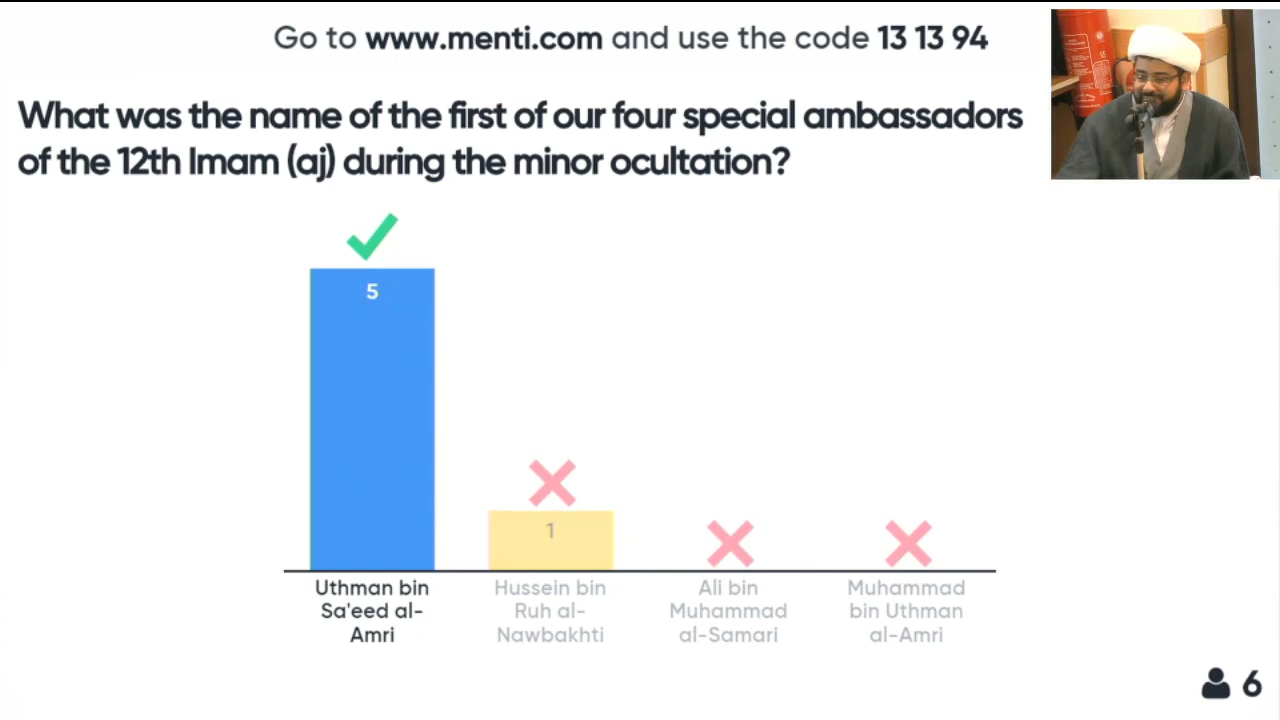 Go to www.menti.com and use the code 13 13 94
What was the name of the first of our four special ambassadors
of the 12th Imam (aj) during the minor ocultation?
5
1
Uthman bin
Sa'eed al-
Amri
Hussein bin
Ruh al-
Nawbakhti
Ali bin
Muhammad
al-Samari
Muhammad
bin Uthman
al-Amri
6